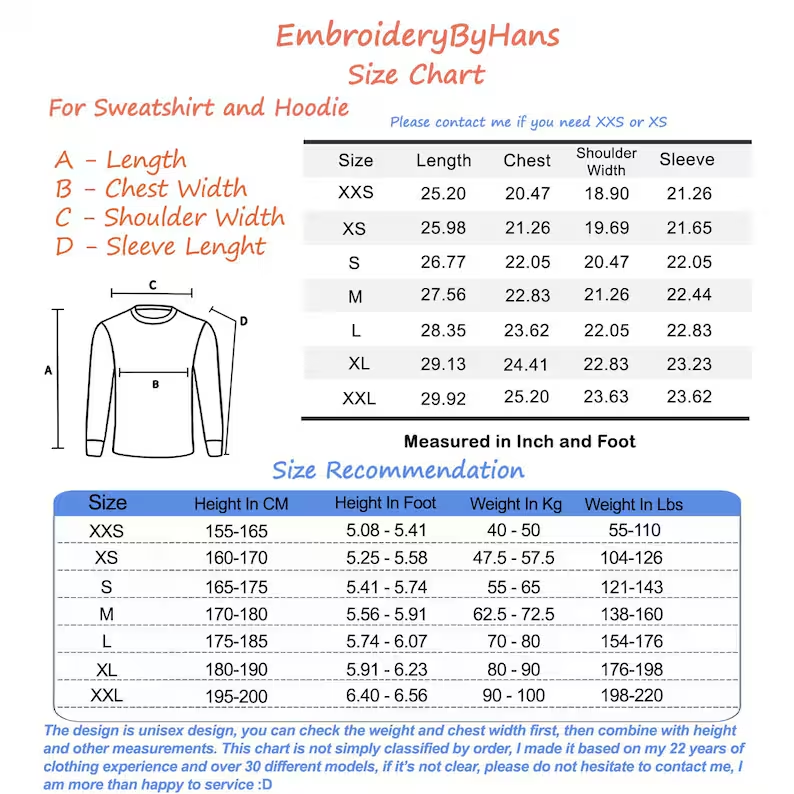 EmbroideryByHans
Size Chart
For Sweatshirt and Hoodie
Please contact me if you need XXS or XS
A - Length
B - Chest Width
C - Shoulder Width
D - Sleeve Lenght
Size Length Chest Shoulder Width Sleeve
XXS 25.20 20.47 18.90 21.26
XS 25.98 21.26 19.69 21.65
S 26.77 22.05 20.47 22.05
M 27.56 22.83 21.26 22.44
L 28.35 23.62 22.05 22.83
XL 29.13 24.41 22.83 23.23
XXL 29.92 25.20 23.63 23.62
C
D
A
B
Measured in Inch and Foot
Size Recommendation
Size Height In CM Height In Foot Weight In Kg Weight In Lbs
XXS 155-165 5.08 - 5.41 40 - 50 55-110
XS 160-170 5.25 - 5.58 47.5 - 57.5 104-126
S 165-175 5.41 - 5.74 55 - 65 121-143
M 170-180 5.56 - 5.91 62.5 - 72.5 138-160
L 175-185 5.74 - 6.07 70 - 80 154-176
XL 180-190 5.91 - 6.23 80 - 90 176-198
XXL 195-200 6.40 - 6.56 90 - 100 198-220
The design is unisex design, you can check the weight and chest width first, then combine with height
and other measurements. This chart is not simply classified by order, I made it based on my 22 years of
clothing experience and over 30 different models, if it's not clear, please do not hesitate to contact me, I
am more than happy to service :D